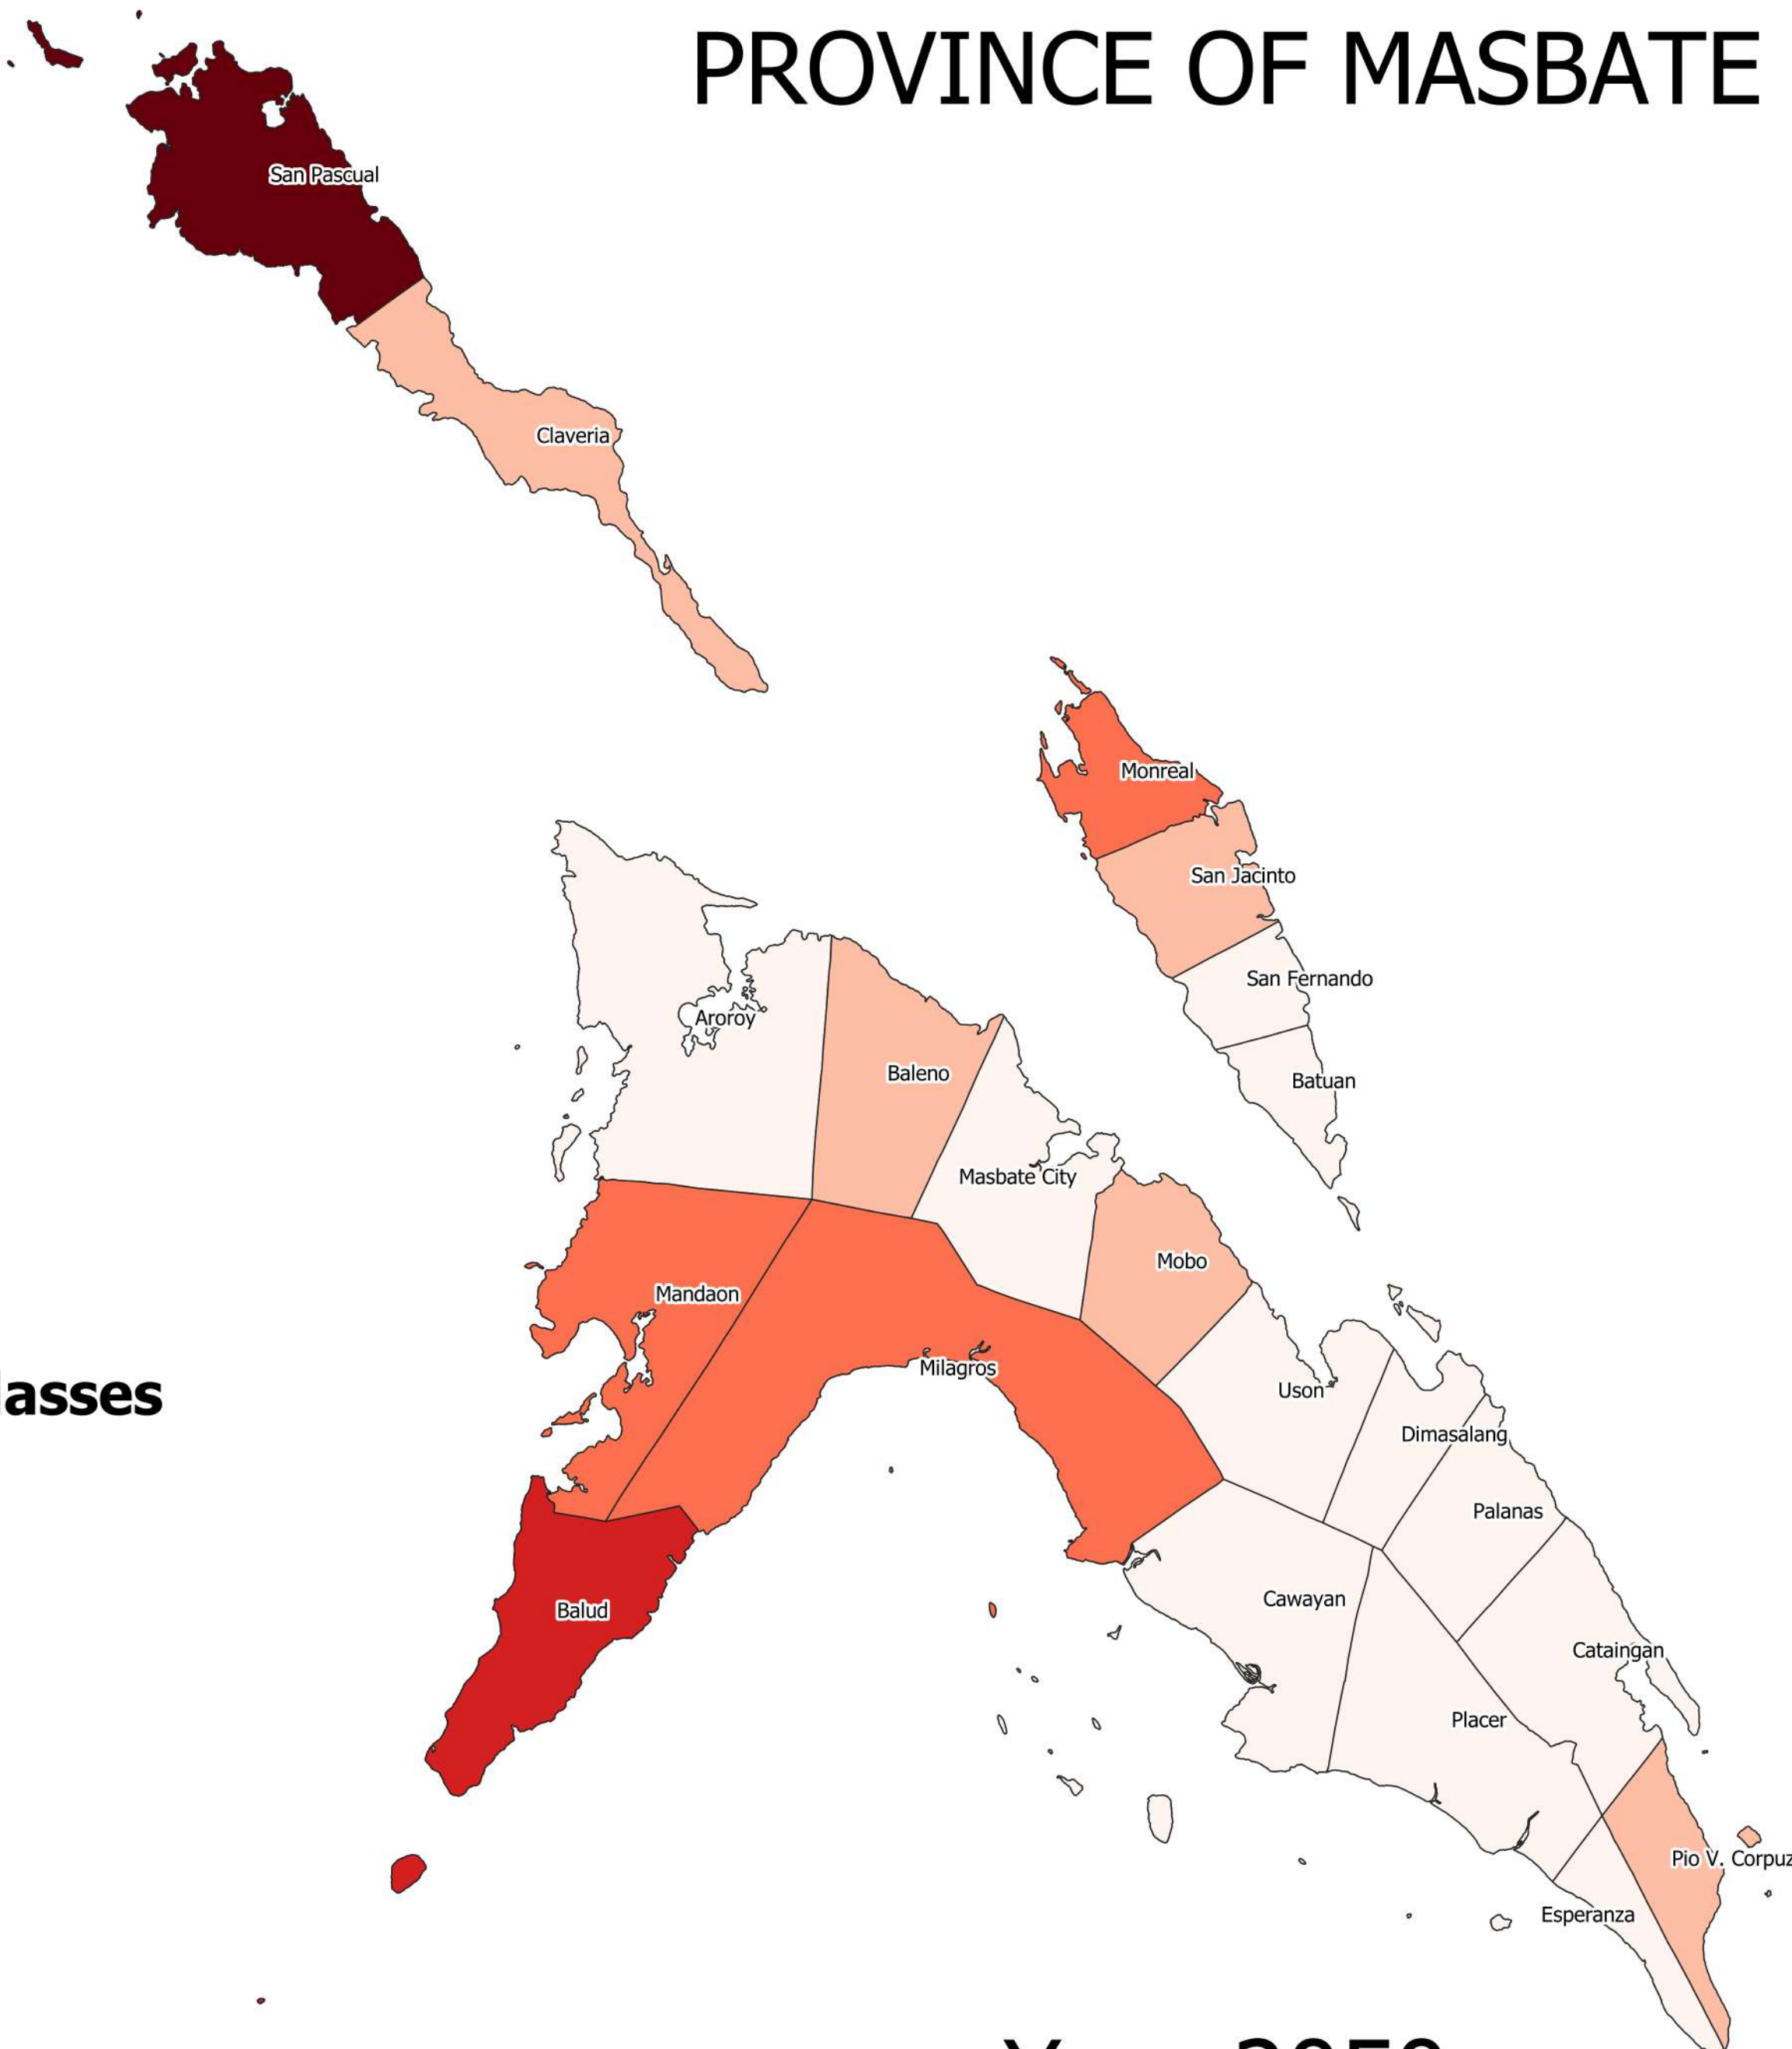 PROVINCE OF MASBATE
San Pascual
Claveria
Monreal
San Jacinto
San Fernando
Aroroy
Baleno
Batuan
Masbate City
Mobo
Mandaon
Milagros
Uson
lasses
Dimasalang
Palanas
Cawayan
Balud
Cataingan
Placer
Pio V. Corpuz
Esperanza